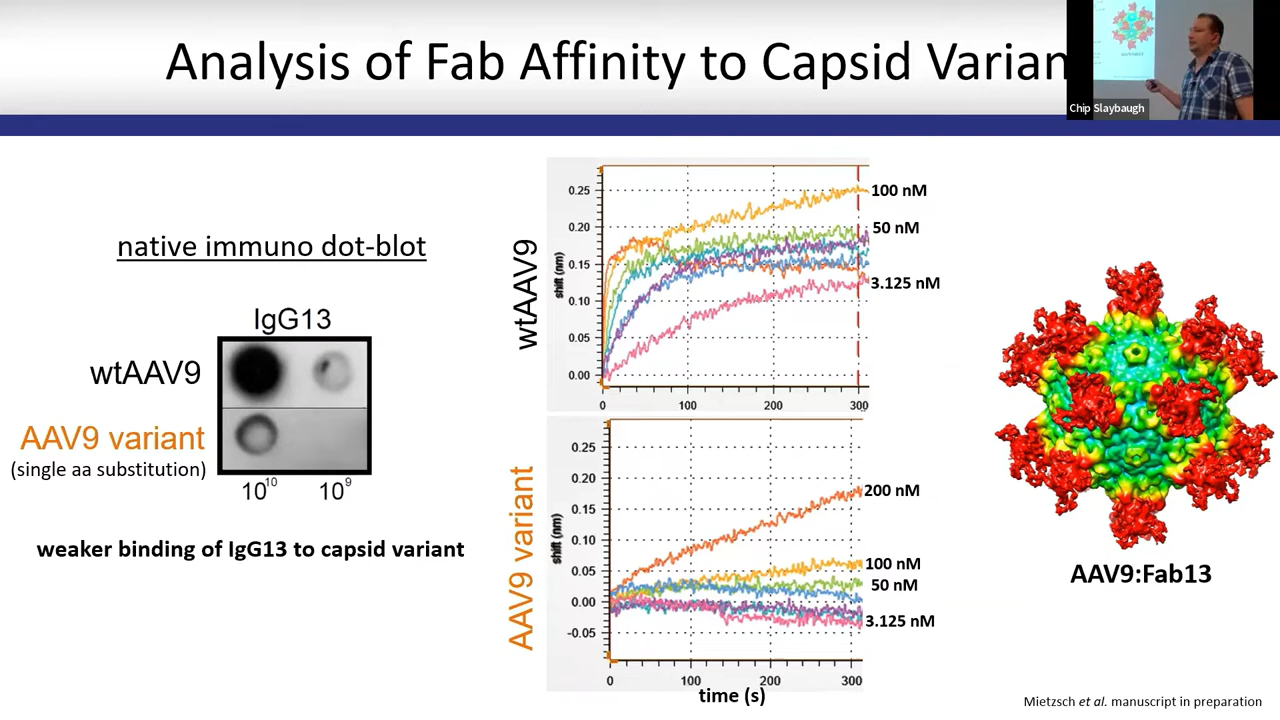 Analysis of Fab Affinity to Capsid Varian
Chip Slaybaugh
native immuno dot-blot
IgG13
wtAAV9
AAV9 variant
(single aa substitution)
10^10 10^9
weaker binding of IgG13 to capsid variant
wtAAV9
shift (nm)
0.25
0.20
0.15
0.10
0.05
0.00
0 100 200 300
100 nM
50 nM
3.125 nM
AAV9 variant
shift (nm)
0.25
0.20
0.15
0.10
0.05
0.00
-0.05
0 100 200 300
time (s)
200 nM
100 nM
50 nM
3.125 nM
AAV9:Fab13
Mietzsch et al. manuscript in preparation